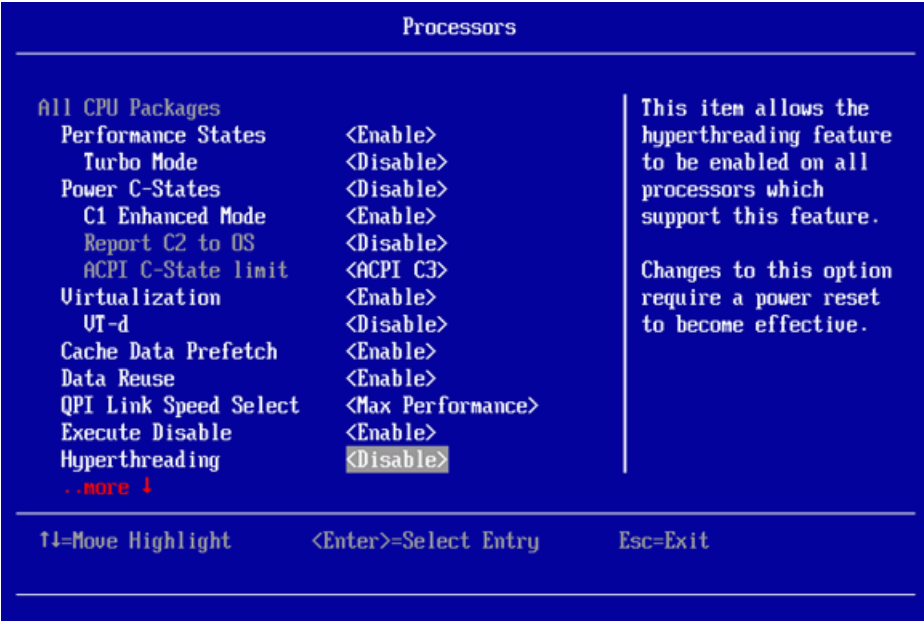 Processors
All CPU Packages
Performance States <Enable>
Turbo Mode <Disable>
Power C-States <Disable>
C1 Enhanced Mode <Enable>
Report C2 to OS <Disable>
ACPI C-State limit <ACPI C3>
Virtualization <Enable>
VT-d <Disable>
Cache Data Prefetch <Enable>
Data Reuse <Enable>
QPI Link Speed Select <Max Performance>
Execute Disable <Enable>
Hyperthreading <Disable>
..more ↓
This item allows the
hyperthreading feature
to be enabled on all
processors which
support this feature.
Changes to this option
require a power reset
to become effective.
↑↓=Move Highlight <Enter>=Select Entry Esc=Exit